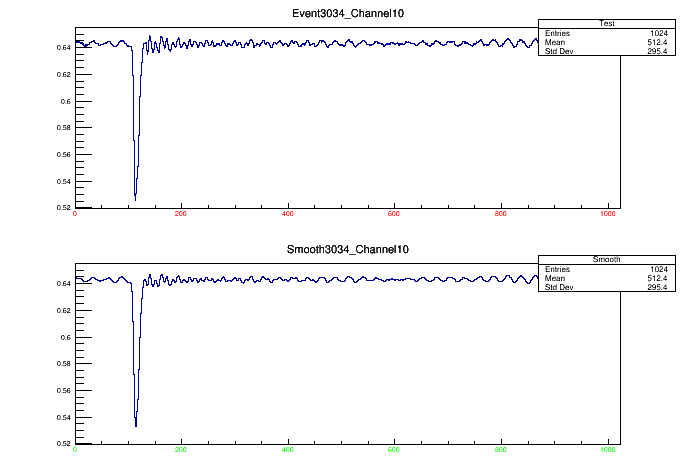 Event3034_Channel10
Test
Entries 1024
Mean 512.4
Std Dev 295.4
0.64
0.62
0.6
0.58
0.56
0.54
0.52
0 200 400 600 800 1000
Smooth3034_Channel10
Smooth
Entries 1024
Mean 512.4
Std Dev 295.4
0.64
0.62
0.6
0.58
0.56
0.54
0.52
0 200 400 600 800 1000